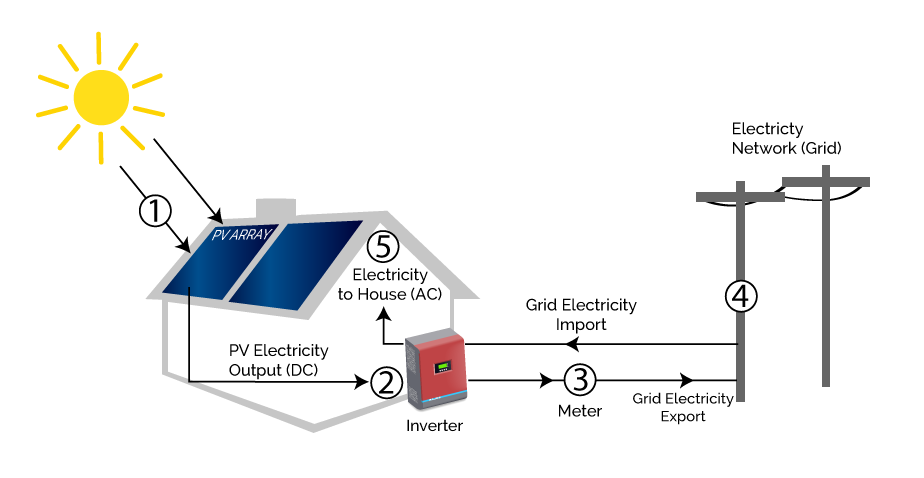 Electricty
Network (Grid)
1
PV ARRAY
5
Electricity
to House (AC)
4
Grid Electricity
Import
PV Electricity
Output (DC)
2
3
Meter
Grid Electricity
Export
Inverter